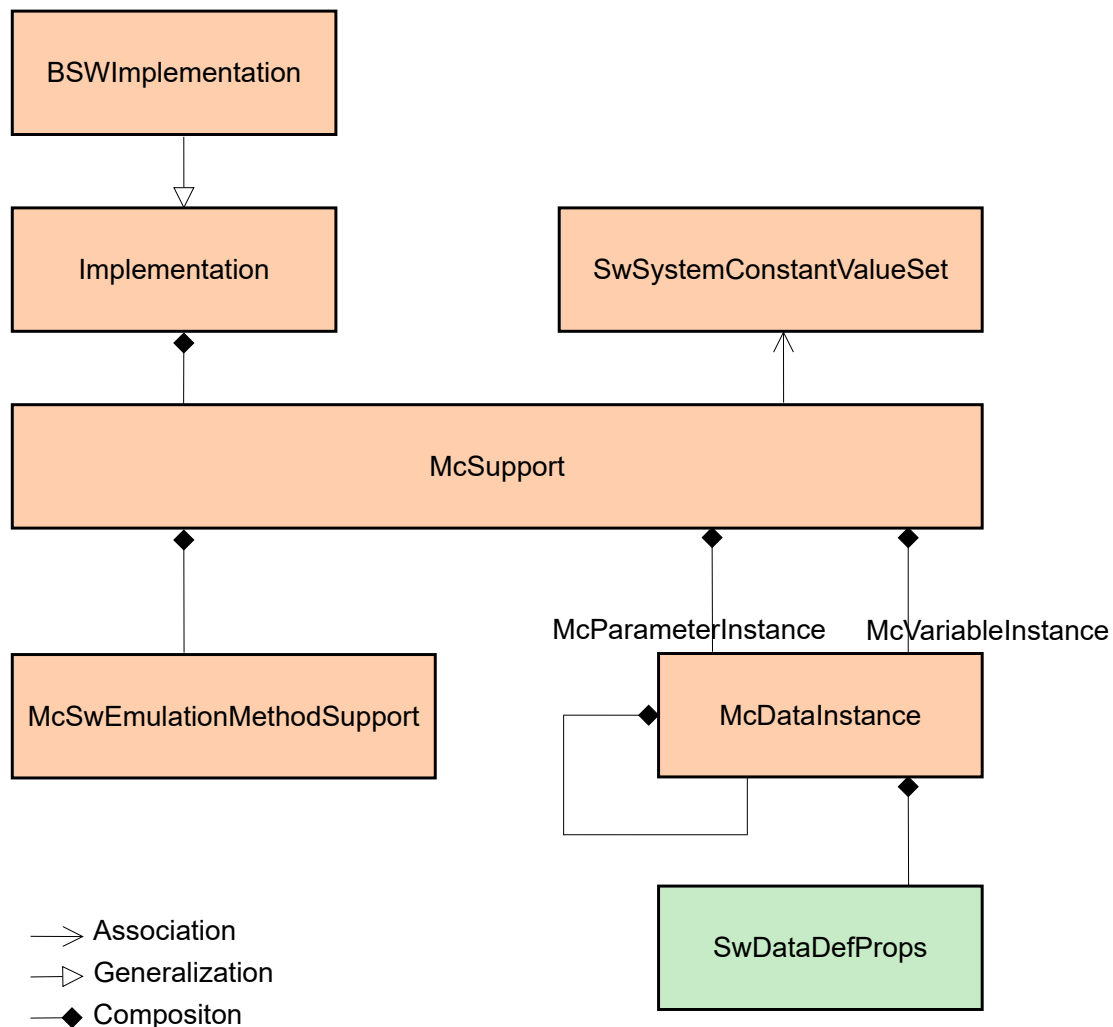 BSWImplementation
Implementation
SwSystemConstantValueSet
McSupport
McParameterInstance
McVariableInstance
McSwEmulationMethodSupport
McDataInstance
SwDataDefProps
Association
Generalization
Compositon